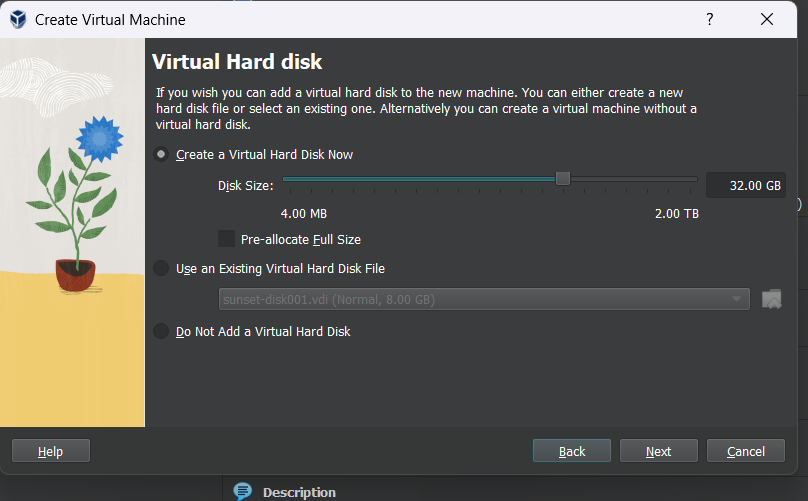 Create Virtual Machine
?
Virtual Hard disk
If you wish you can add a virtual hard disk to the new machine. You can either create a new
hard disk file or select an existing one. Alternatively you can create a virtual machine without a
virtual hard disk.
Create a Virtual Hard Disk Now
Disk Size:
32.00 GB
4.00 MB
2.00 TB
Pre-allocate Full Size
Use an Existing Virtual Hard Disk File
sunset-disk001.vdi (Normal, 8.00 GB)
Do Not Add a Virtual Hard Disk
Help
Back
Next
Cancel
Description
)